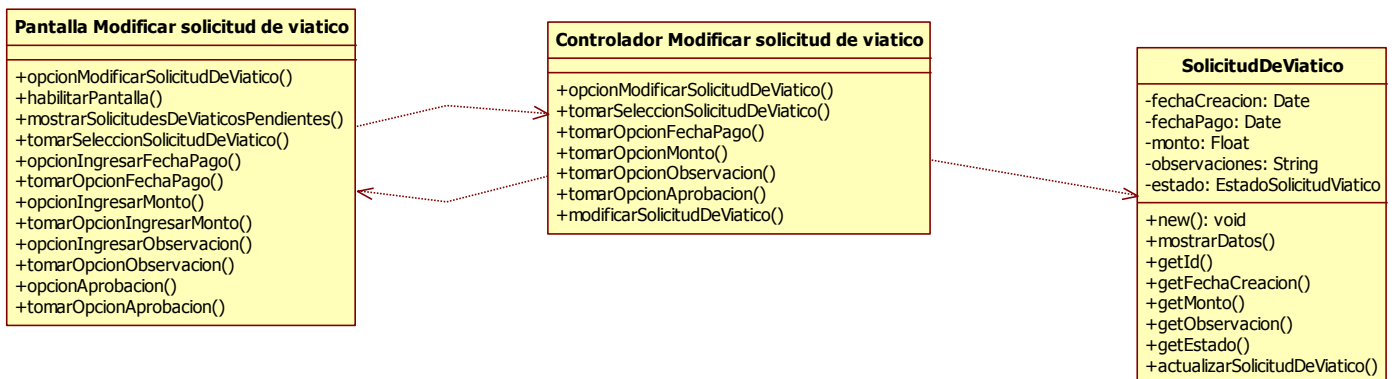 Pantalla Modificar solicitud de viatico
+opcionModificarSolicitudDeViatico()
+habilitarPantalla()
+mostrarSolicitudesDeViaticosPendientes()
+tomarSeleccionSolicitudDeViatico()
+opcionIngresarFechaPago()
+tomarOpcionFechaPago()
+opcionIngresarMonto()
+tomarOpcionIngresarMonto()
+opcionIngresarObservacion()
+tomarOpcionObservacion()
+opcionAprobacion()
+tomarOpcionAprobacion()
Controlador Modificar solicitud de viatico
+opcionModificarSolicitudDeViatico()
+tomarSeleccionSolicitudDeViatico()
+tomarOpcionFechaPago()
+tomarOpcionMonto()
+tomarOpcionObservacion()
+tomarOpcionAprobacion()
+modificarSolicitudDeViatico()
SolicitudDeViatico
-fechaCreacion: Date
-fechaPago: Date
-monto: Float
-observaciones: String
-estado: EstadoSolicitudViatico
+new(): void
+mostrarDatos()
+getId()
+getFechaCreacion()
+getMonto()
+getObservacion()
+getEstado()
+actualizarSolicitudDeViatico()